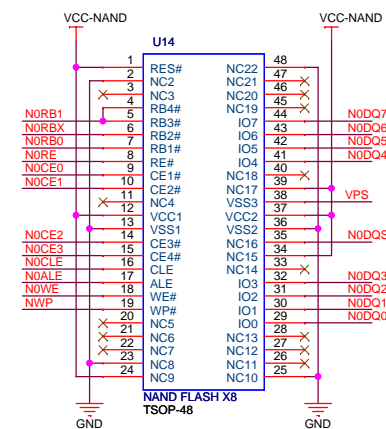 VCC-NAND VCC-NAND
U14
1 RES# NC22 48
2 NC2 NC21 47
3 NC3 NC20 46
4 RB4# NC19 45
N0RB1 5 RB3# IO7 44 N0DQ7
N0RBX 6 RB2# IO6 43 N0DQ6
N0RB0 7 RB1# IO5 42 N0DQ5
N0RE 8 RE# IO4 41 N0DQ4
N0CE0 9 CE1# NC18 40
N0CE1 10 CE2# NC17 39
11 NC4 VSS3 38 VPS
12 VCC1 VCC2 37
13 VSS1 VSS2 36
N0CE2 14 CE3# NC16 35 N0DQS
N0CE3 15 CE4# NC15 34
N0CLE 16 CLE NC14 33
N0ALE 17 ALE IO3 32 N0DQ3
N0WE 18 WE# IO2 31 N0DQ2
NWP 19 WP# IO1 30 N0DQ1
20 NC5 IO0 29 N0DQ0
21 NC6 NC13 28
22 NC7 NC12 27
23 NC8 NC11 26
24 NC9 NC10 25
NAND FLASH X8
TSOP-48
GND GND